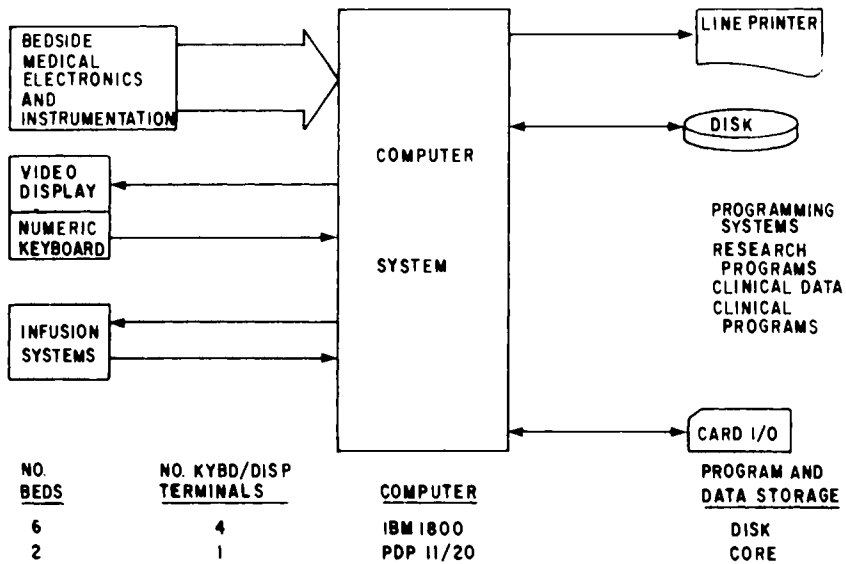 BEDSIDE
MEDICAL
ELECTRONICS
AND
INSTRUMENTATION
VIDEO
DISPLAY
NUMERIC
KEYBOARD
INFUSION
SYSTEMS
COMPUTER
SYSTEM
LINE PRINTER
DISK
PROGRAMMING
SYSTEMS
RESEARCH
PROGRAMS
CLINICAL DATA
CLINICAL
PROGRAMS
CARD I/O
NO. BEDS
NO. KYBD/DISP TERMINALS
COMPUTER
PROGRAM AND DATA STORAGE
6 4 IBM 1800 DISK
2 1 PDP 11/20 CORE